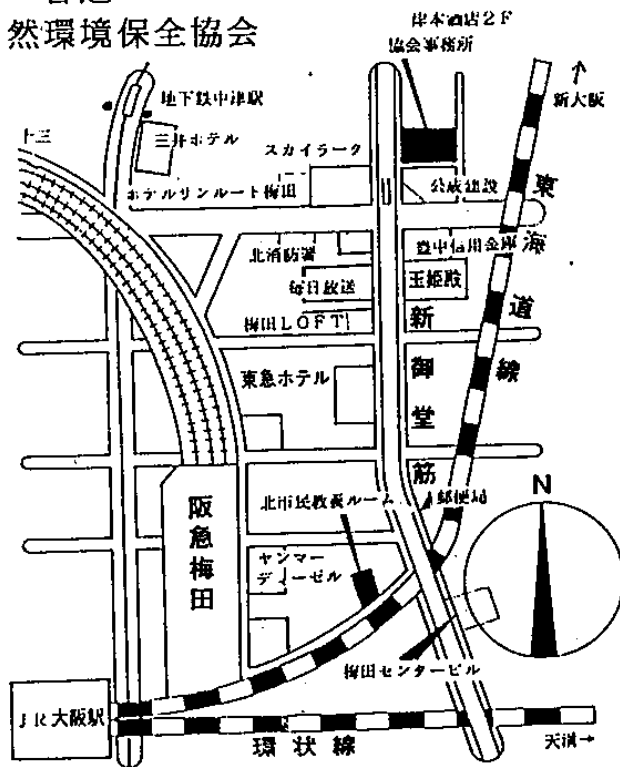 然環境保全協会
岸本酒店2F
協会事務所
地下鉄中津駅
新大阪
十三
三井ホテル
スカイラーク
ホテルサンルート梅田
公成建設
東海道線
北消防署
豊中信用金庫
毎日放送
玉姫殿
梅田LOFT
新御堂筋
東急ホテル
阪急梅田
北市民教養ルーム
郵便局
N
ヤンマー
ディーゼル
梅田センタービル
JR大阪駅
環状線
天満→